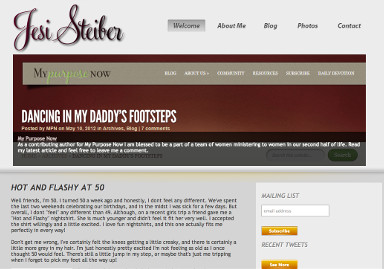 Jesi Steiber
Welcome About Me Blog Photos Contact
My purpose now
BLOG ABOUT US COMMUNITY RESOURCES SUBSCRIBE DAILY DEVOTION
DANCING IN MY DADDY'S FOOTSTEPS
Posted by MPN on May 10, 2012 in Archives, Blog | 7 comments
My Purpose Now
As a contributing author for My Purpose Now I am blessed to be a part of a team of women ministering to women in our second half of life. Read
my latest article and feel free to leave me a comment.
HOT AND FLASHY AT 50
Well friends, I'm 50. I turned 50 a week ago and honestly, I dont feel any different. We've spent
the last two weekends celebrating our birthdays, and in the midst I was sick for a few days. But
overall, I dont "feel" any different than 49. Although, on a recent girls trip a friend gave me a
"Hot and Flashy" nightshirt. She is much younger and didn't feel it fit her very well. I accepted
the shirt willingly and a little excited. I love fun nightshirts, and this one actually fits me
perfectly in every way!
Don't get me wrong, I've certainly felt the knees getting a little creaky, and there is certainly a
little more grey in my hair. I'm just honestly pretty excited I'm not feeling as old as I once
thought 50 would feel. There's still a little jump in my step, or maybe that's just me tripping
when I forget to pick my feet all the way up!
MAILING LIST
email address
Subscribe
RECENT TWEETS
See More